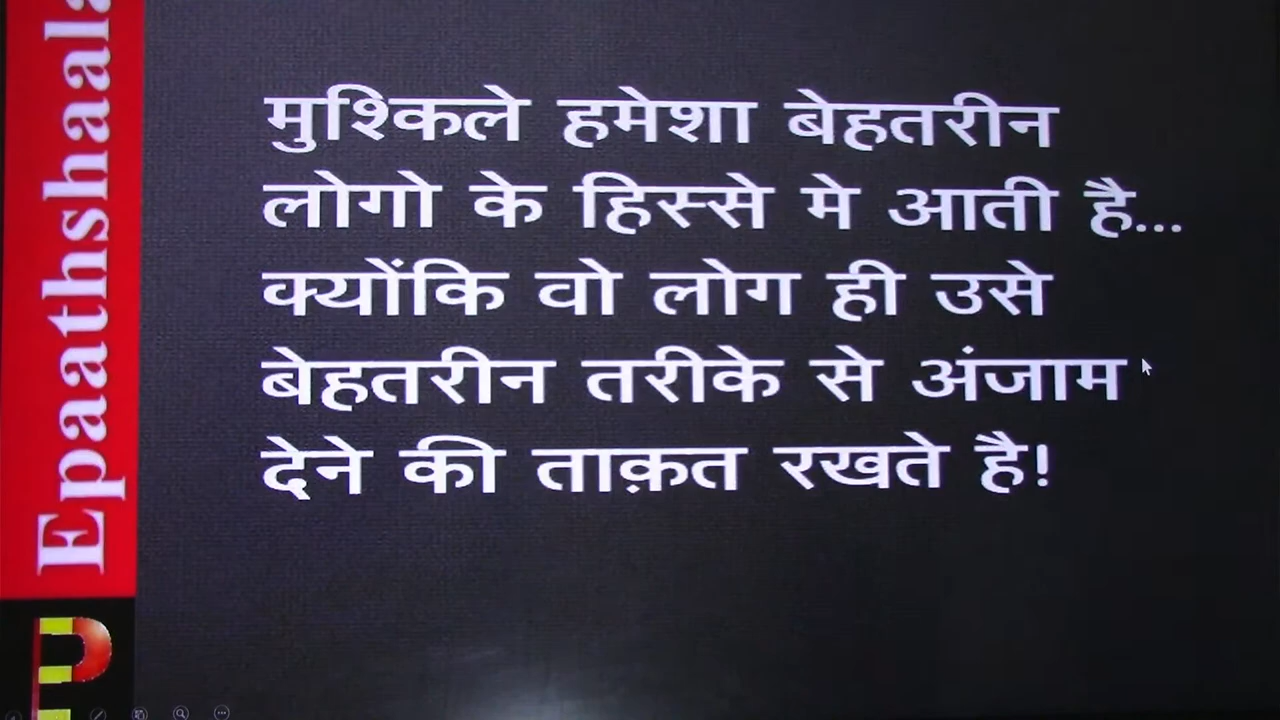 मुश्किले हमेशा बेहतरीन
लोगो के हिस्से मे आती है...
क्योंकि वो लोग ही उसे
बेहतरीन तरीके से अंजाम
देने की ताक़त रखते है!
Epaathshaala